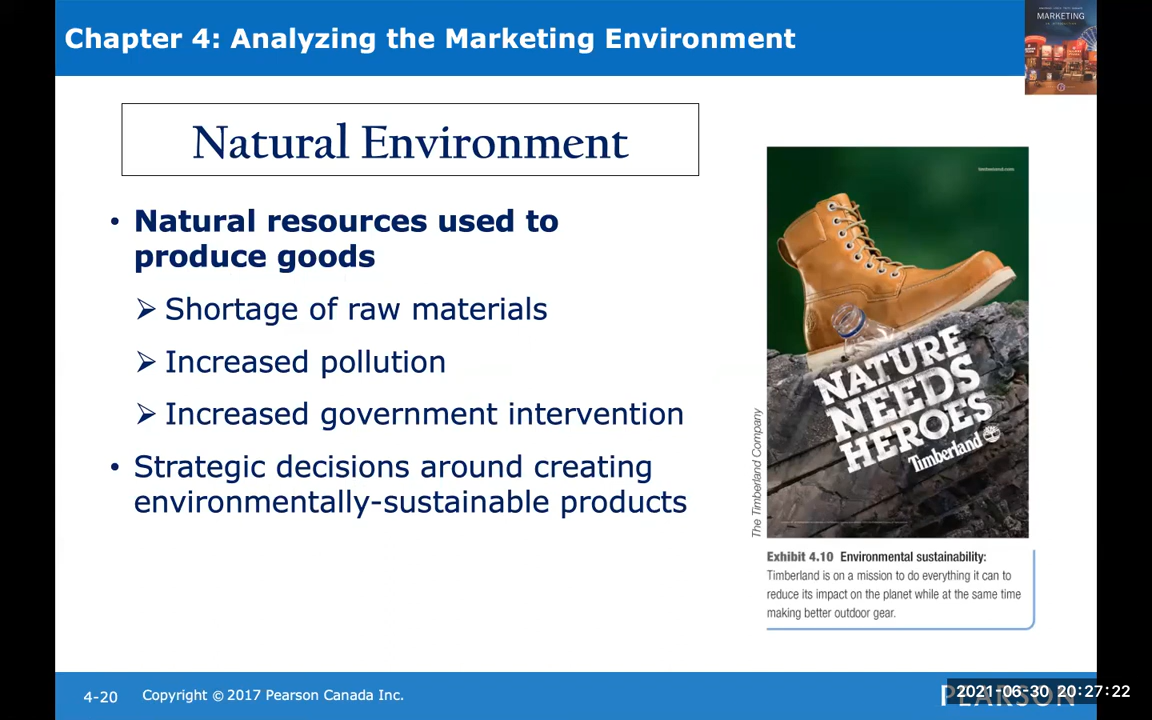 Chapter 4: Analyzing the Marketing Environment
MARKETING
Natural Environment
• Natural resources used to
produce goods
➢ Shortage of raw materials
➢ Increased pollution
➢ Increased government intervention
• Strategic decisions around creating
environmentally-sustainable products
NATURE
NEEDS
HEROES
Timberland
The Timberland Company
Exhibit 4.10 Environmental sustainability:
Timberland is on a mission to do everything it can to
reduce its impact on the planet while at the same time
making better outdoor gear.
4-20
Copyright © 2017 Pearson Canada Inc.
PEARSON
2021-06-30 20:27:22